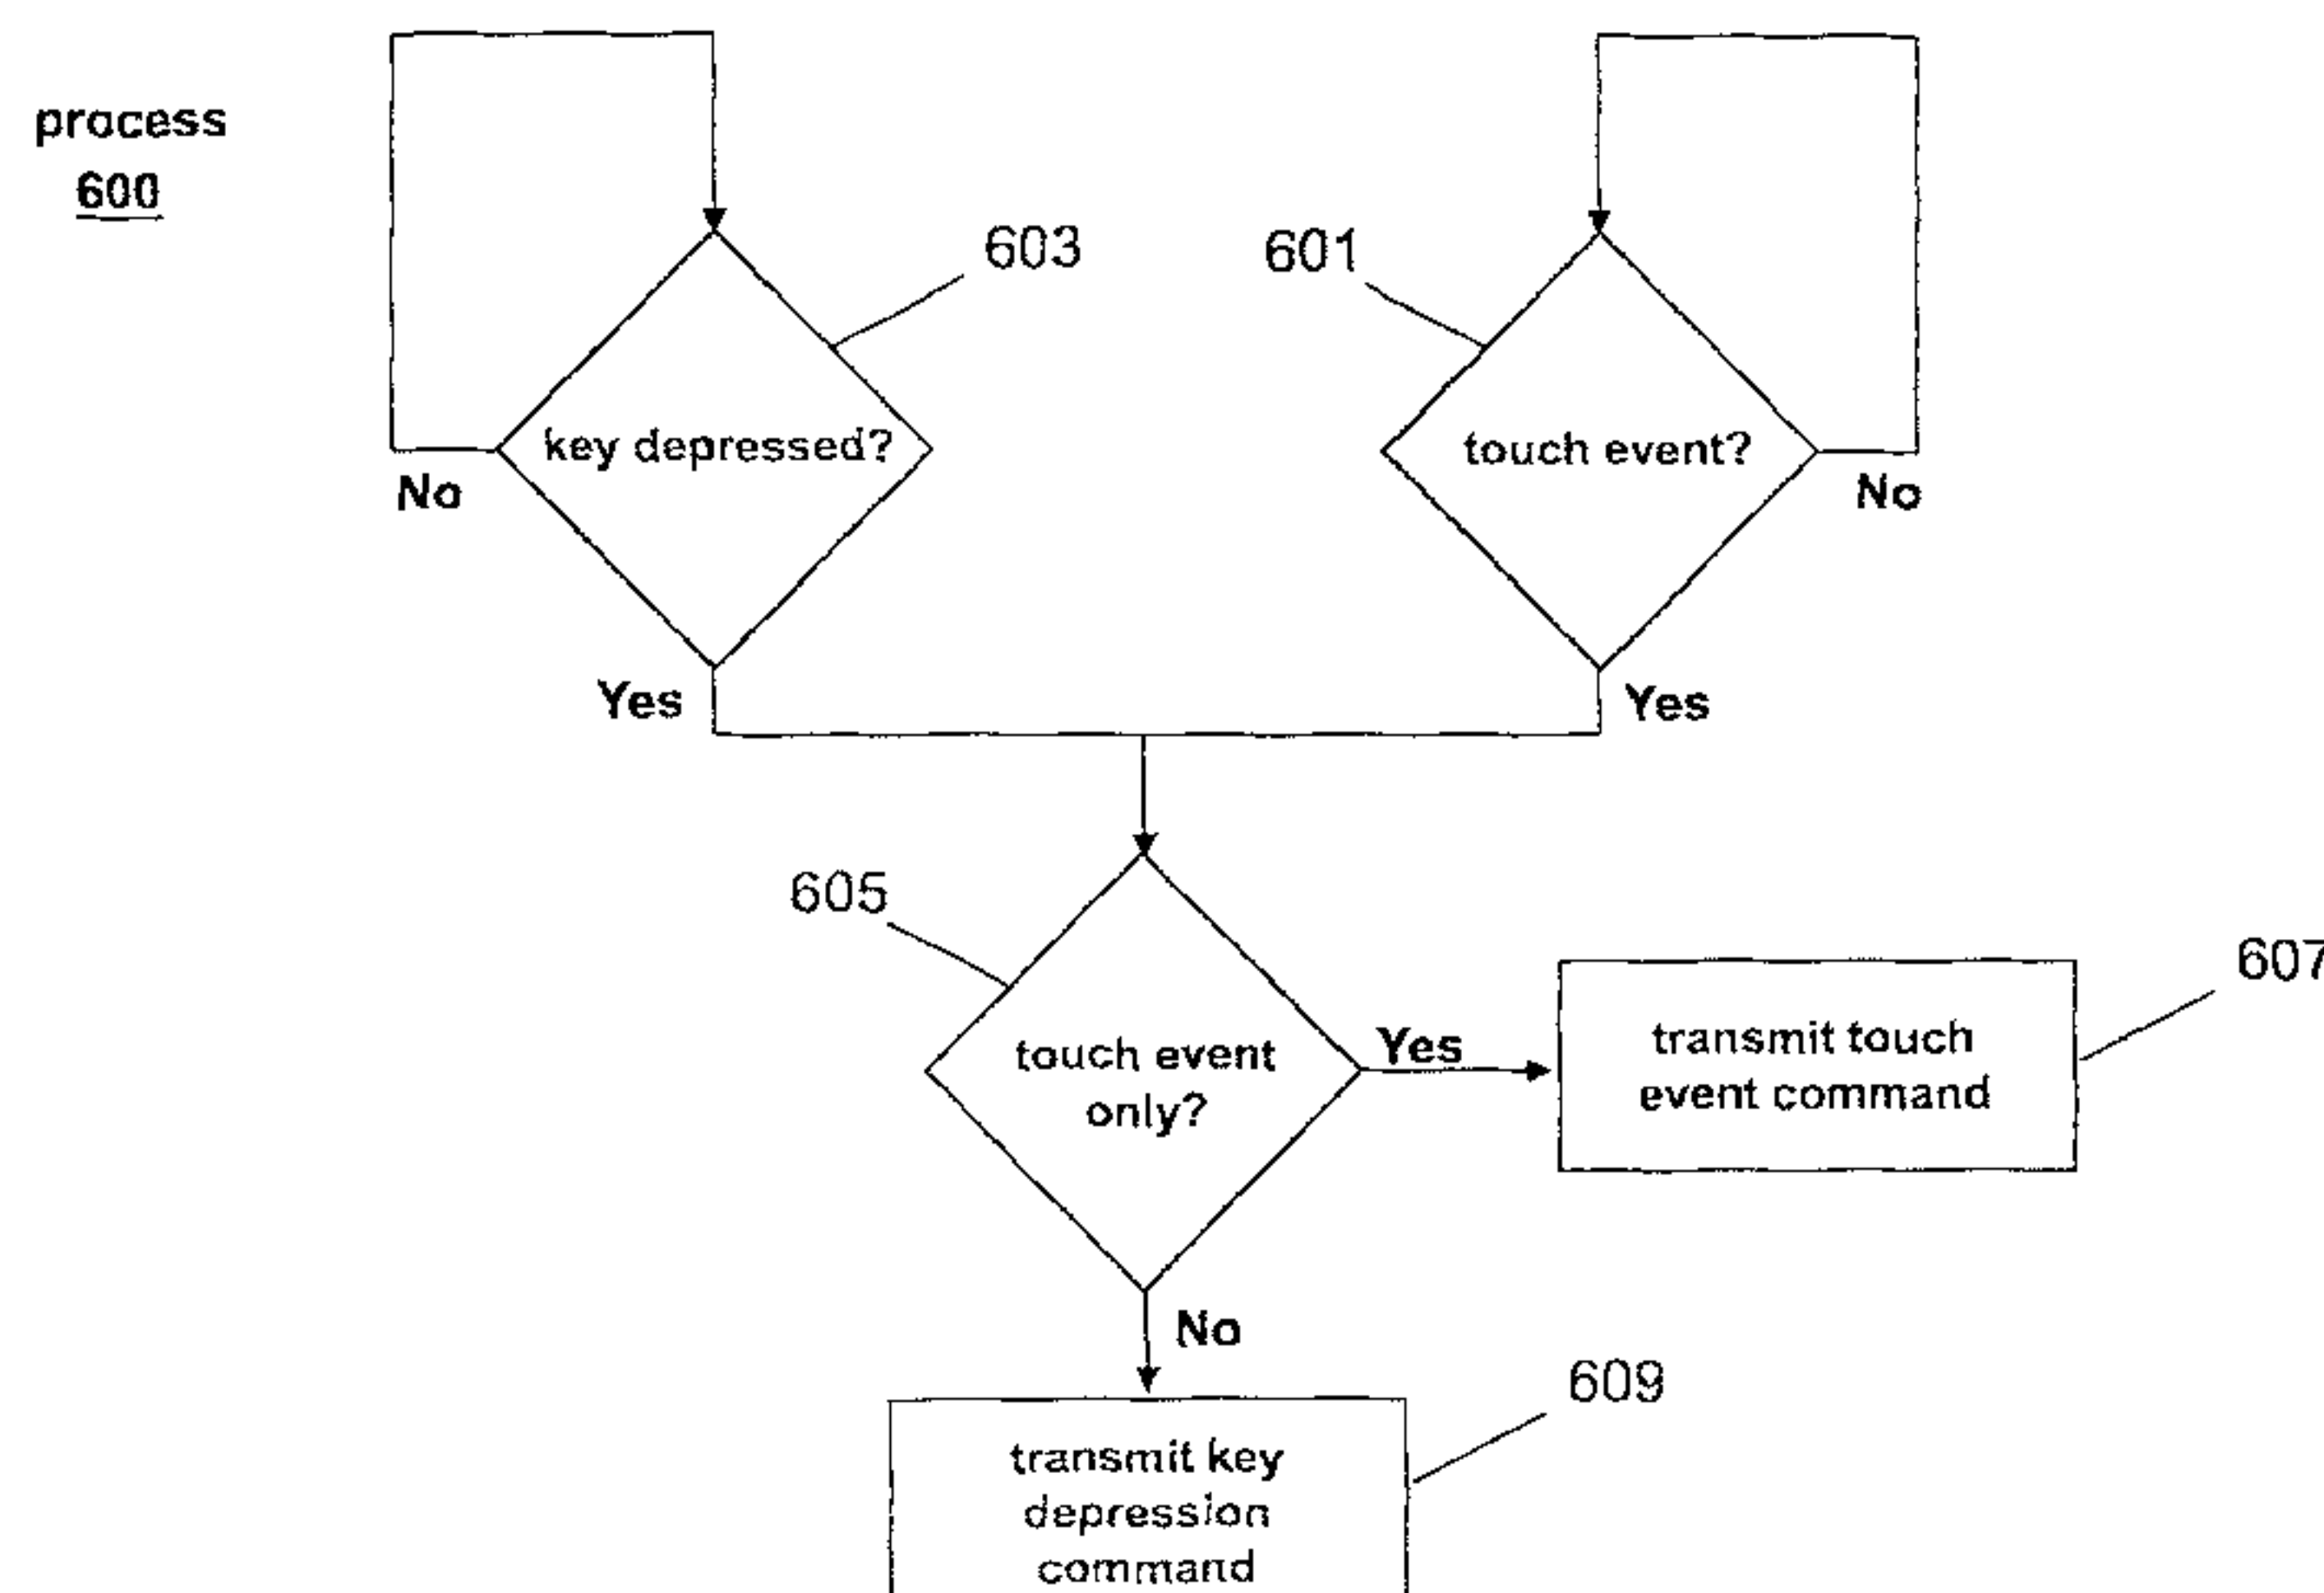 process
600
603
601
key depressed?
touch event?
No
No
Yes
Yes
605
607
touch event
only?
Yes
transmit touch
event command
No
609
transmit key
depression
command